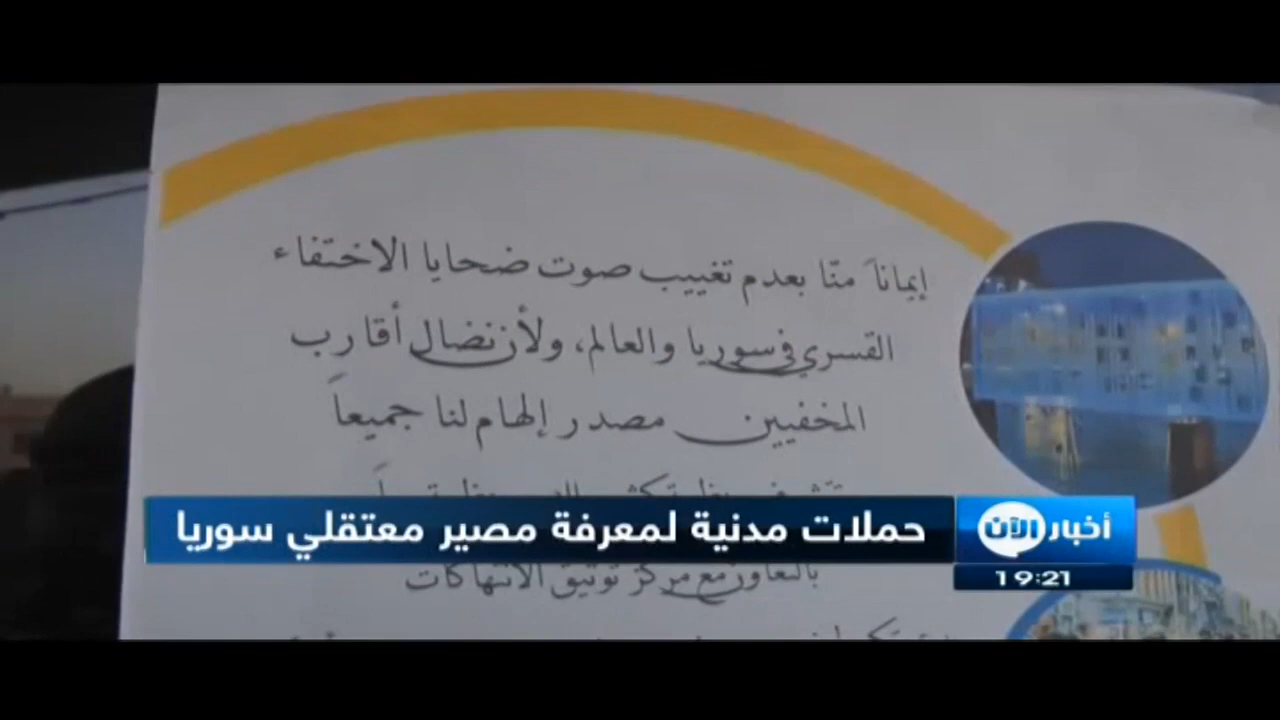 إيماناً منّا بعدم تغييب صوت ضحايا الاختفاء
القسري في سوريا والعالم، ولأن نضال أقارب
المخفيين مصدر إلهام لنا جميعاً
حملات مدنية لمعرفة مصير معتقلي سوريا
أخبار الآن
19:21
بالتعاون مع مركز توثيق الانتهاكات